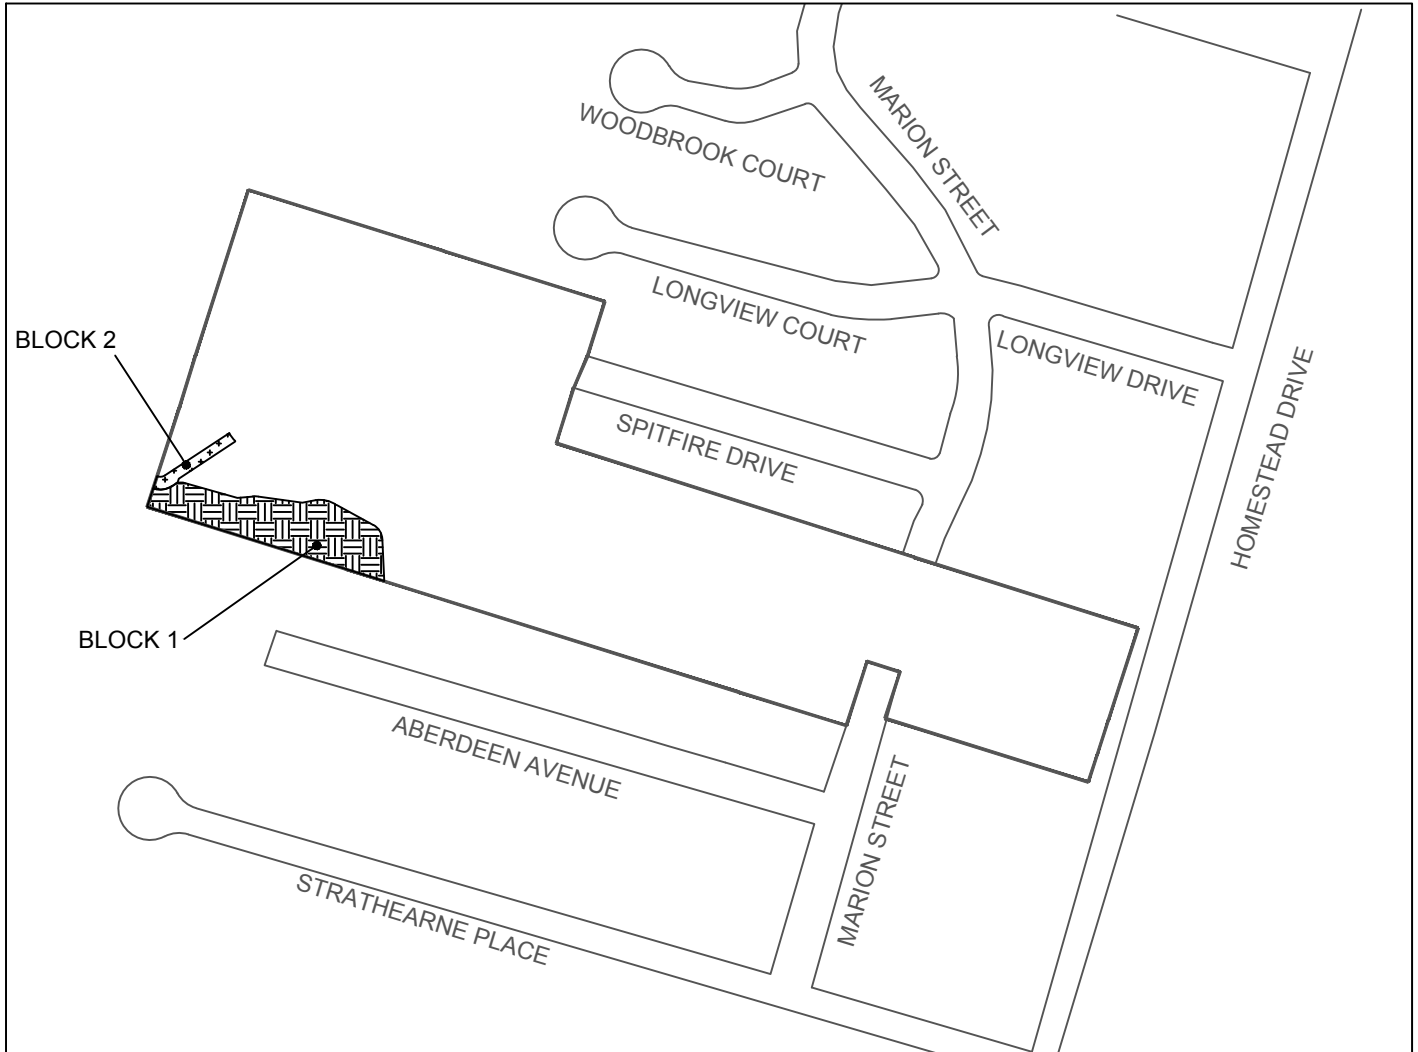 MARION STREET
WOODBROOK COURT
LONGVIEW COURT
BLOCK 2
LONGVIEW DRIVE
HOMESTEAD DRIVE
SPITFIRE DRIVE
BLOCK 1
ABERDEEN AVENUE
MARION STREET
STRATHEARNE PLACE